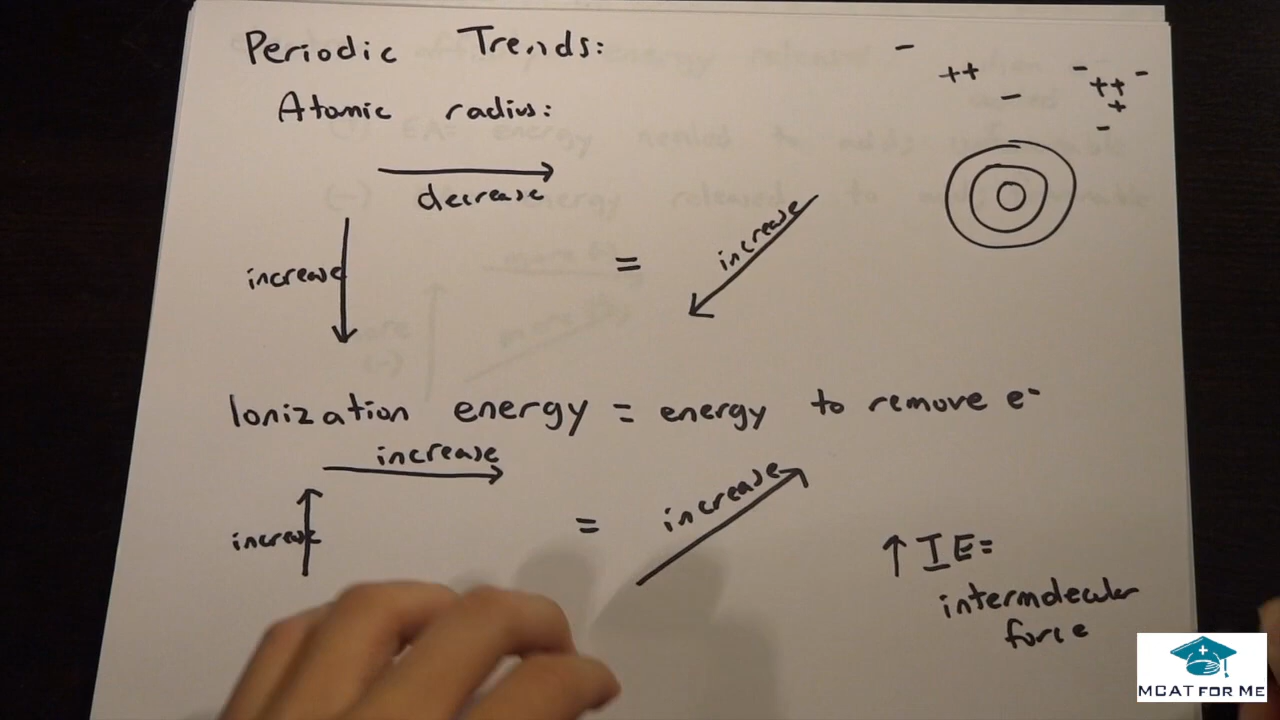 Periodic Trends:
Atomic radius:
decrease
increase
=
increase
- ++ -
- ++ - + -
Ionization energy = energy to remove e-
increase
increase
=
increase
↑ IE=
intermolecular
force
MCAT FOR ME